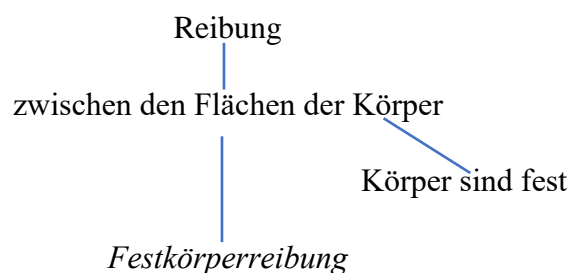 Reibung
zwischen den Flächen der Körper
Körper sind fest
Festkörperreibung